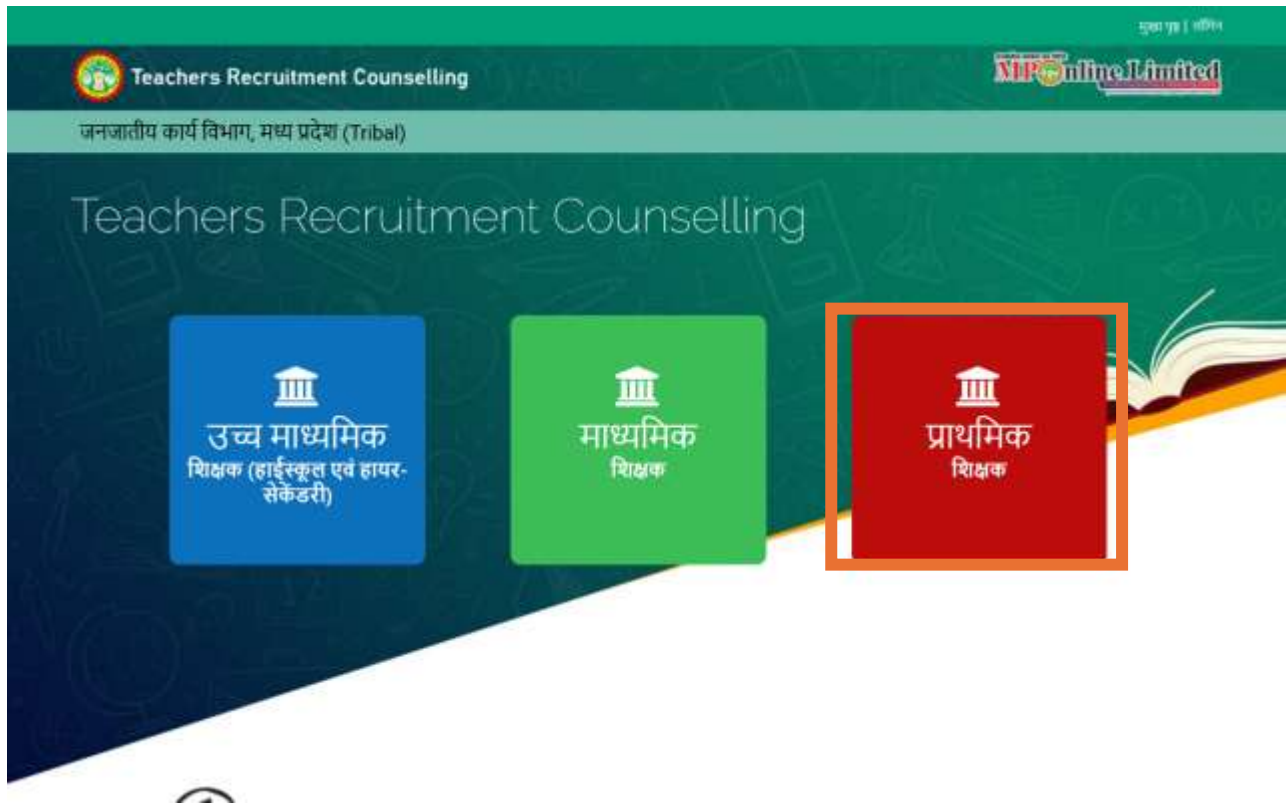 मुख्य पृष्ठ | लॉगिन
Teachers Recruitment Counselling
MPOnline Limited
जनजातीय कार्य विभाग, मध्य प्रदेश (Tribal)
Teachers Recruitment Counselling
उच्च माध्यमिक
शिक्षक (हाईस्कूल एवं हायर-
सेकेंडरी)
माध्यमिक
शिक्षक
प्राथमिक
शिक्षक